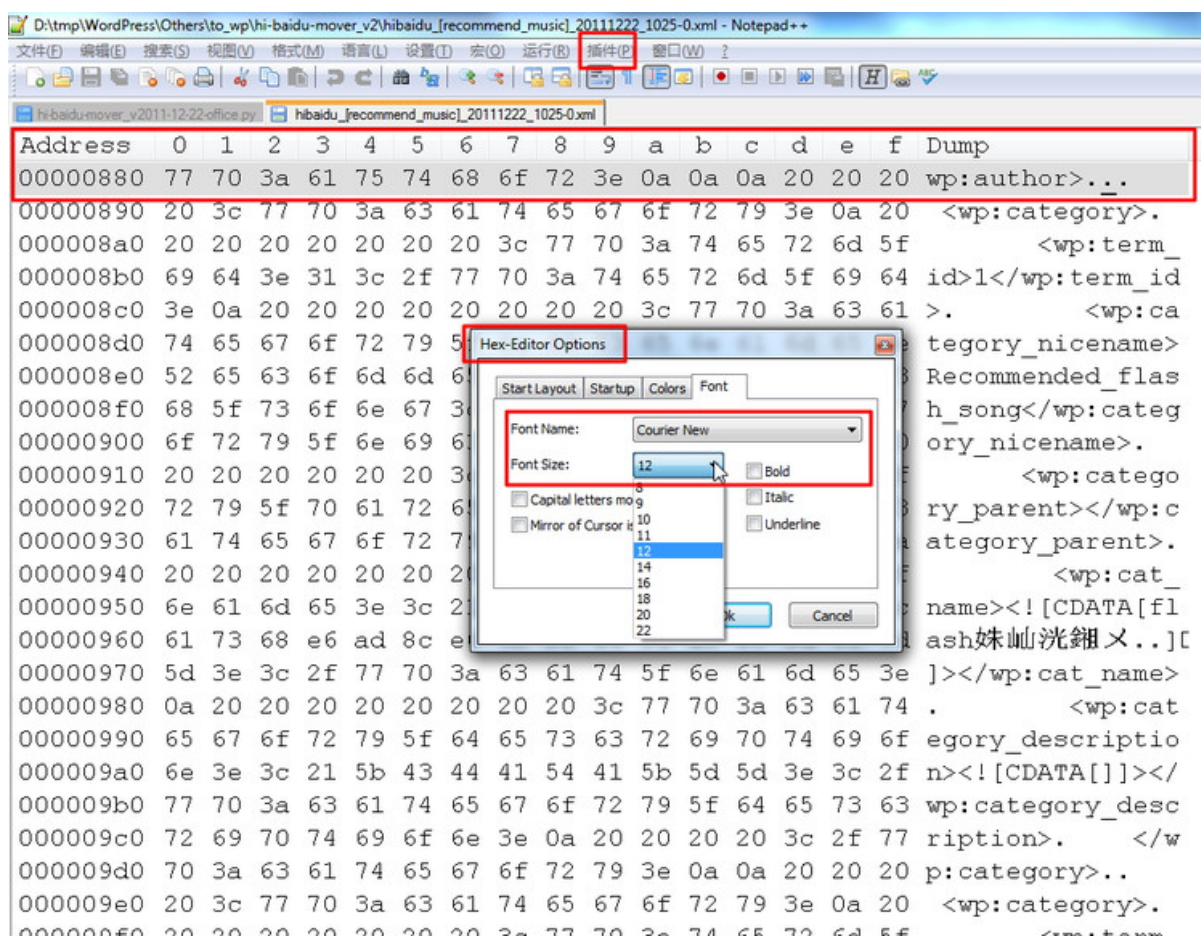 D:\tmp\WordPress\Others\to_wp\hi-baidu-mover_v2\hibaidu_[recommend_music]_20111222_1025-0.xml - Notepad++
文件(F) 编辑(E) 搜索(S) 视图(V) 格式(M) 语言(L) 设置(T) 宏(O) 运行(R) 插件(P) 窗口(W) ?
hi-baidu-mover_v2011-12-22-office.py hibaidu_[recommend_music]_20111222_1025-0.xml
Address 0 1 2 3 4 5 6 7 8 9 a b c d e f Dump
00000880 77 70 3a 61 75 74 68 6f 72 3e 0a 0a 0a 20 20 20 wp:author>...
00000890 20 3c 77 70 3a 63 61 74 65 67 6f 72 79 3e 0a 20 <wp:category>.
000008a0 20 20 20 20 20 20 20 3c 77 70 3a 74 65 72 6d 5f <wp:term_
000008b0 69 64 3e 31 3c 2f 77 70 3a 74 65 72 6d 5f 69 64 id>1</wp:term_id
000008c0 3e 0a 20 20 20 20 20 20 20 20 3c 77 70 3a 63 61 >. <wp:ca
000008d0 74 65 67 6f 72 79 tegory_nicename>
000008e0 52 65 63 6f 6d 6d Recommended_flas
000008f0 68 5f 73 6f 6e 67 h_song</wp:categ
00000900 6f 72 79 5f 6e 69 ory_nicename>.
00000910 20 20 20 20 20 20 <wp:catego
00000920 72 79 5f 70 61 72 ry_parent></wp:c
00000930 61 74 65 67 6f 72 ategory_parent>.
00000940 20 20 20 20 20 20 <wp:cat_
00000950 6e 61 6d 65 3e 3c name><![CDATA[fl
00000960 61 73 68 e6 ad 8c ash姝屾洸鎺ㄨ..][
00000970 5d 3e 3c 2f 77 70 3a 63 61 74 5f 6e 61 6d 65 3e ]></wp:cat_name>
00000980 0a 20 20 20 20 20 20 20 20 3c 77 70 3a 63 61 74 . <wp:cat
00000990 65 67 6f 72 79 5f 64 65 73 63 72 69 70 74 69 6f egory_descriptio
000009a0 6e 3e 3c 21 5b 43 44 41 54 41 5b 5d 5d 3e 3c 2f n><![CDATA[]]></
000009b0 77 70 3a 63 61 74 65 67 6f 72 79 5f 64 65 73 63 wp:category_desc
000009c0 72 69 70 74 69 6f 6e 3e 0a 20 20 20 20 3c 2f 77 ription>. </w
000009d0 70 3a 63 61 74 65 67 6f 72 79 3e 0a 0a 20 20 20 p:category>..
000009e0 20 3c 77 70 3a 63 61 74 65 67 6f 72 79 3e 0a 20 <wp:category>.
Hex-Editor Options
Start Layout Startup Colors Font
Font Name: Courier New
Font Size: 12
Bold
Capital letters mo
Italic
Mirror of Cursor is
Underline
8
9
10
11
12
14
16
18
20
22
Cancel